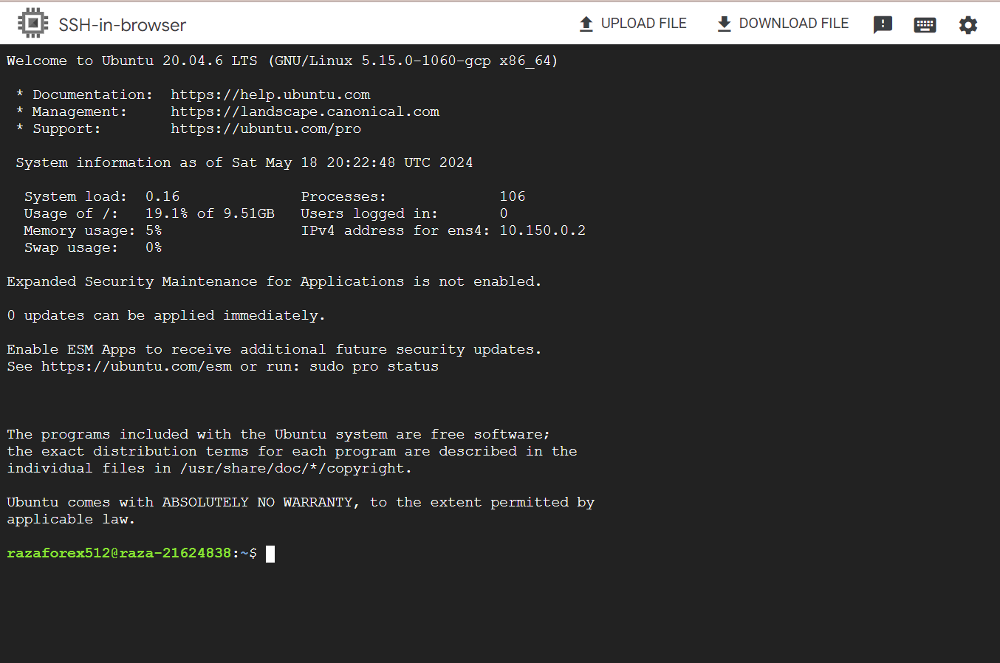 SSH-in-browser UPLOAD FILE DOWNLOAD FILE
Welcome to Ubuntu 20.04.6 LTS (GNU/Linux 5.15.0-1060-gcp x86_64)
* Documentation: https://help.ubuntu.com
* Management: https://landscape.canonical.com
* Support: https://ubuntu.com/pro
System information as of Sat May 18 20:22:48 UTC 2024
System load: 0.16 Processes: 106
Usage of /: 19.1% of 9.51GB Users logged in: 0
Memory usage: 5% IPv4 address for ens4: 10.150.0.2
Swap usage: 0%
Expanded Security Maintenance for Applications is not enabled.
0 updates can be applied immediately.
Enable ESM Apps to receive additional future security updates.
See https://ubuntu.com/esm or run: sudo pro status
The programs included with the Ubuntu system are free software;
the exact distribution terms for each program are described in the
individual files in /usr/share/doc/*/copyright.
Ubuntu comes with ABSOLUTELY NO WARRANTY, to the extent permitted by
applicable law.
razaforex512@raza-21624838:~$